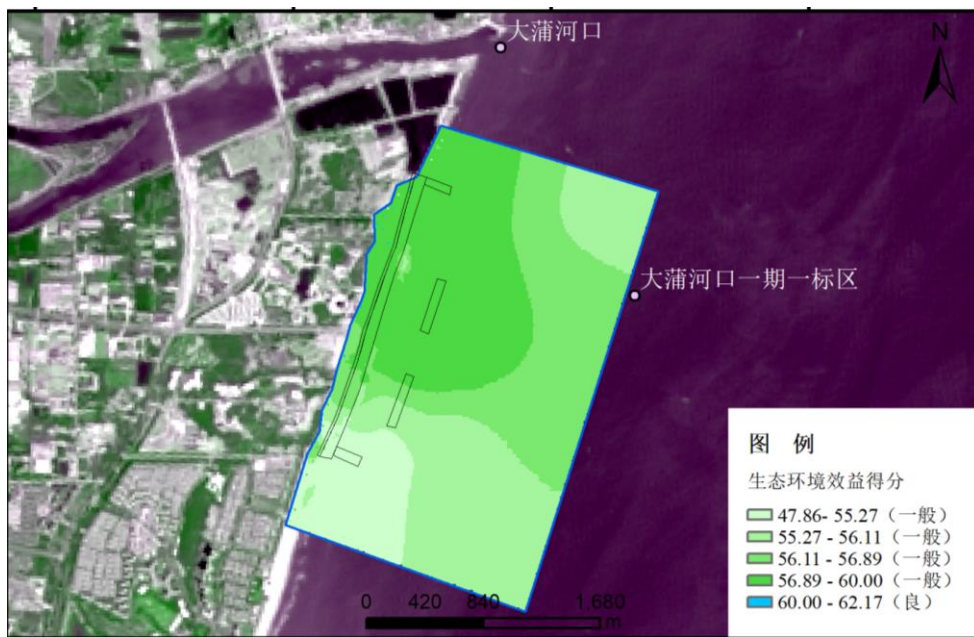 大蒲河口
N
大蒲河口一期一标区
图 例
生态环境效益得分
47.86- 55.27（一般）
55.27 - 56.11（一般）
56.11 - 56.89（一般）
56.89 - 60.00（一般）
60.00 - 62.17（良）
0 420 840 1,680
m